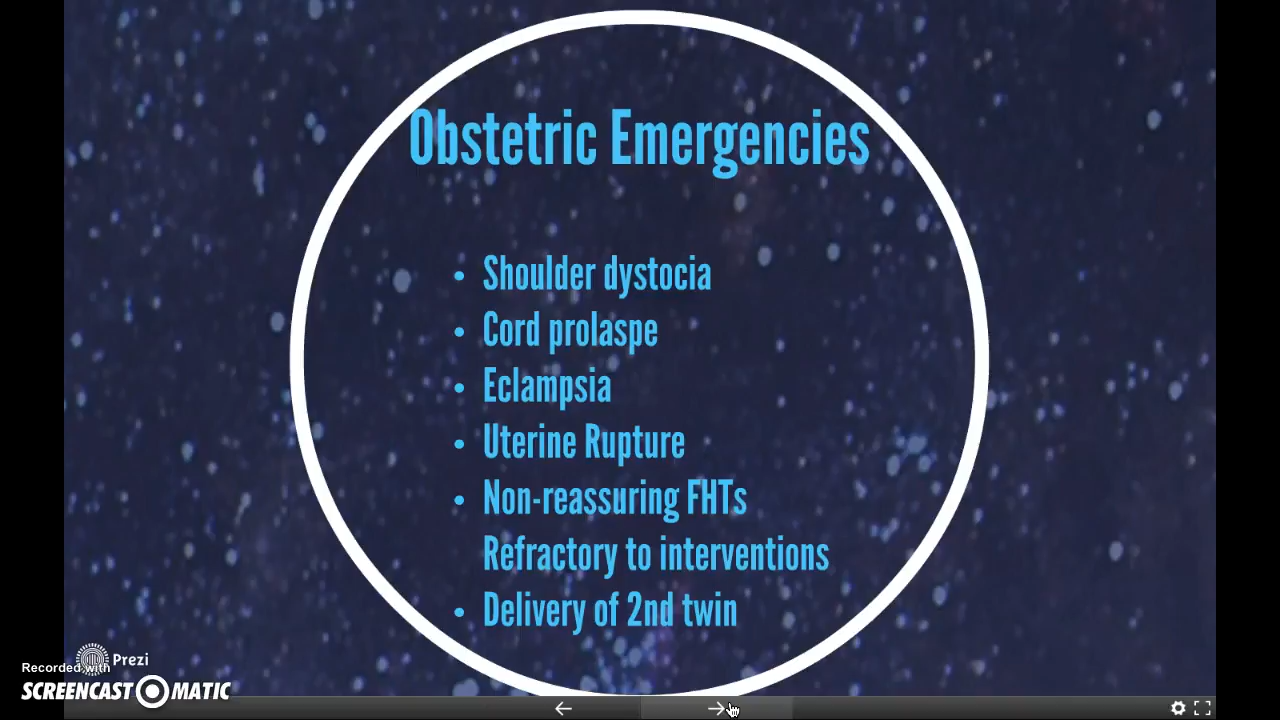 Obstetric Emergencies
• Shoulder dystocia
• Cord prolaspe
• Eclampsia
• Uterine Rupture
• Non-reassuring FHTs
Refractory to interventions
• Delivery of 2nd twin
Prezi
Recorded with
SCREENCAST O MATIC